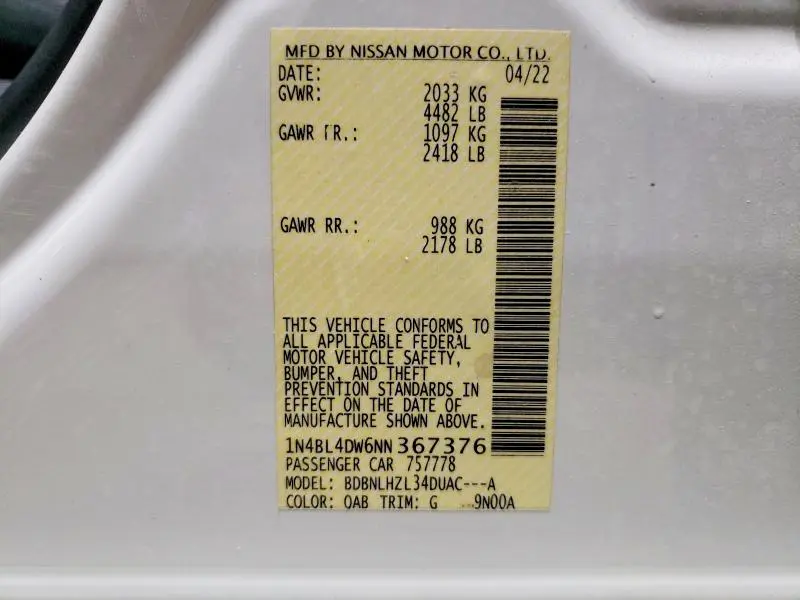 MFD BY NISSAN MOTOR CO., LTD.
DATE: 04/22
GVWR: 2033 KG
4482 LB
GAWR FR.: 1097 KG
2418 LB
GAWR RR.: 988 KG
2178 LB
THIS VEHICLE CONFORMS TO
ALL APPLICABLE FEDERAL
MOTOR VEHICLE SAFETY,
BUMPER, AND THEFT
PREVENTION STANDARDS IN
EFFECT ON THE DATE OF
MANUFACTURE SHOWN ABOVE.
1N4BL4DW6NN367376
PASSENGER CAR 757778
MODEL: BDBNLHZL34DUAC---A
COLOR: QAB TRIM: G 9N00A